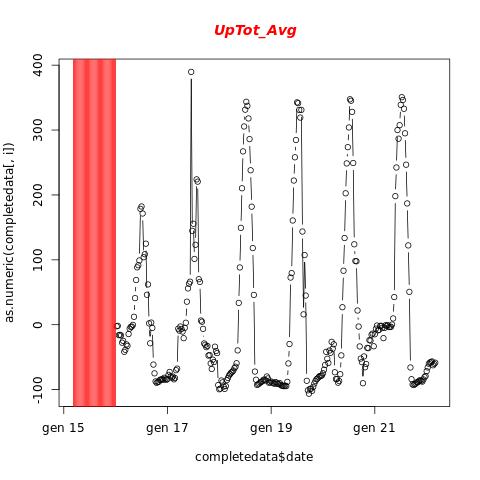 UpTot_Avg
as.numeric(completedata[, i])
400
300
200
100
0
-100
gen 15 gen 17 gen 19 gen 21
completedata$date